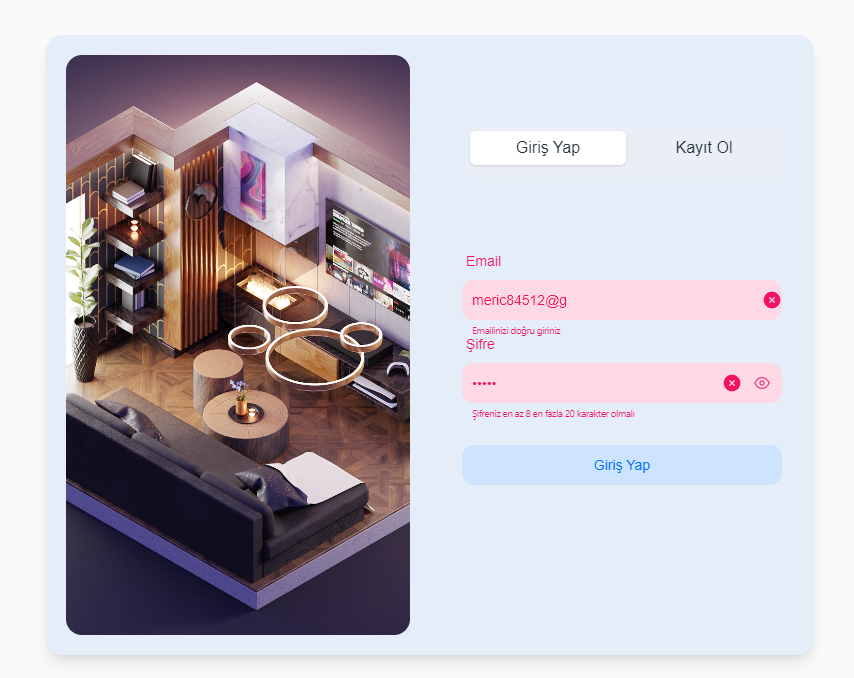 Giriş Yap
Kayıt Ol
Email
meric84512@g
Emailinizi doğru giriniz
Şifre
•••••
Şifreniz en az 8 en fazla 20 karakter olmalı
Giriş Yap